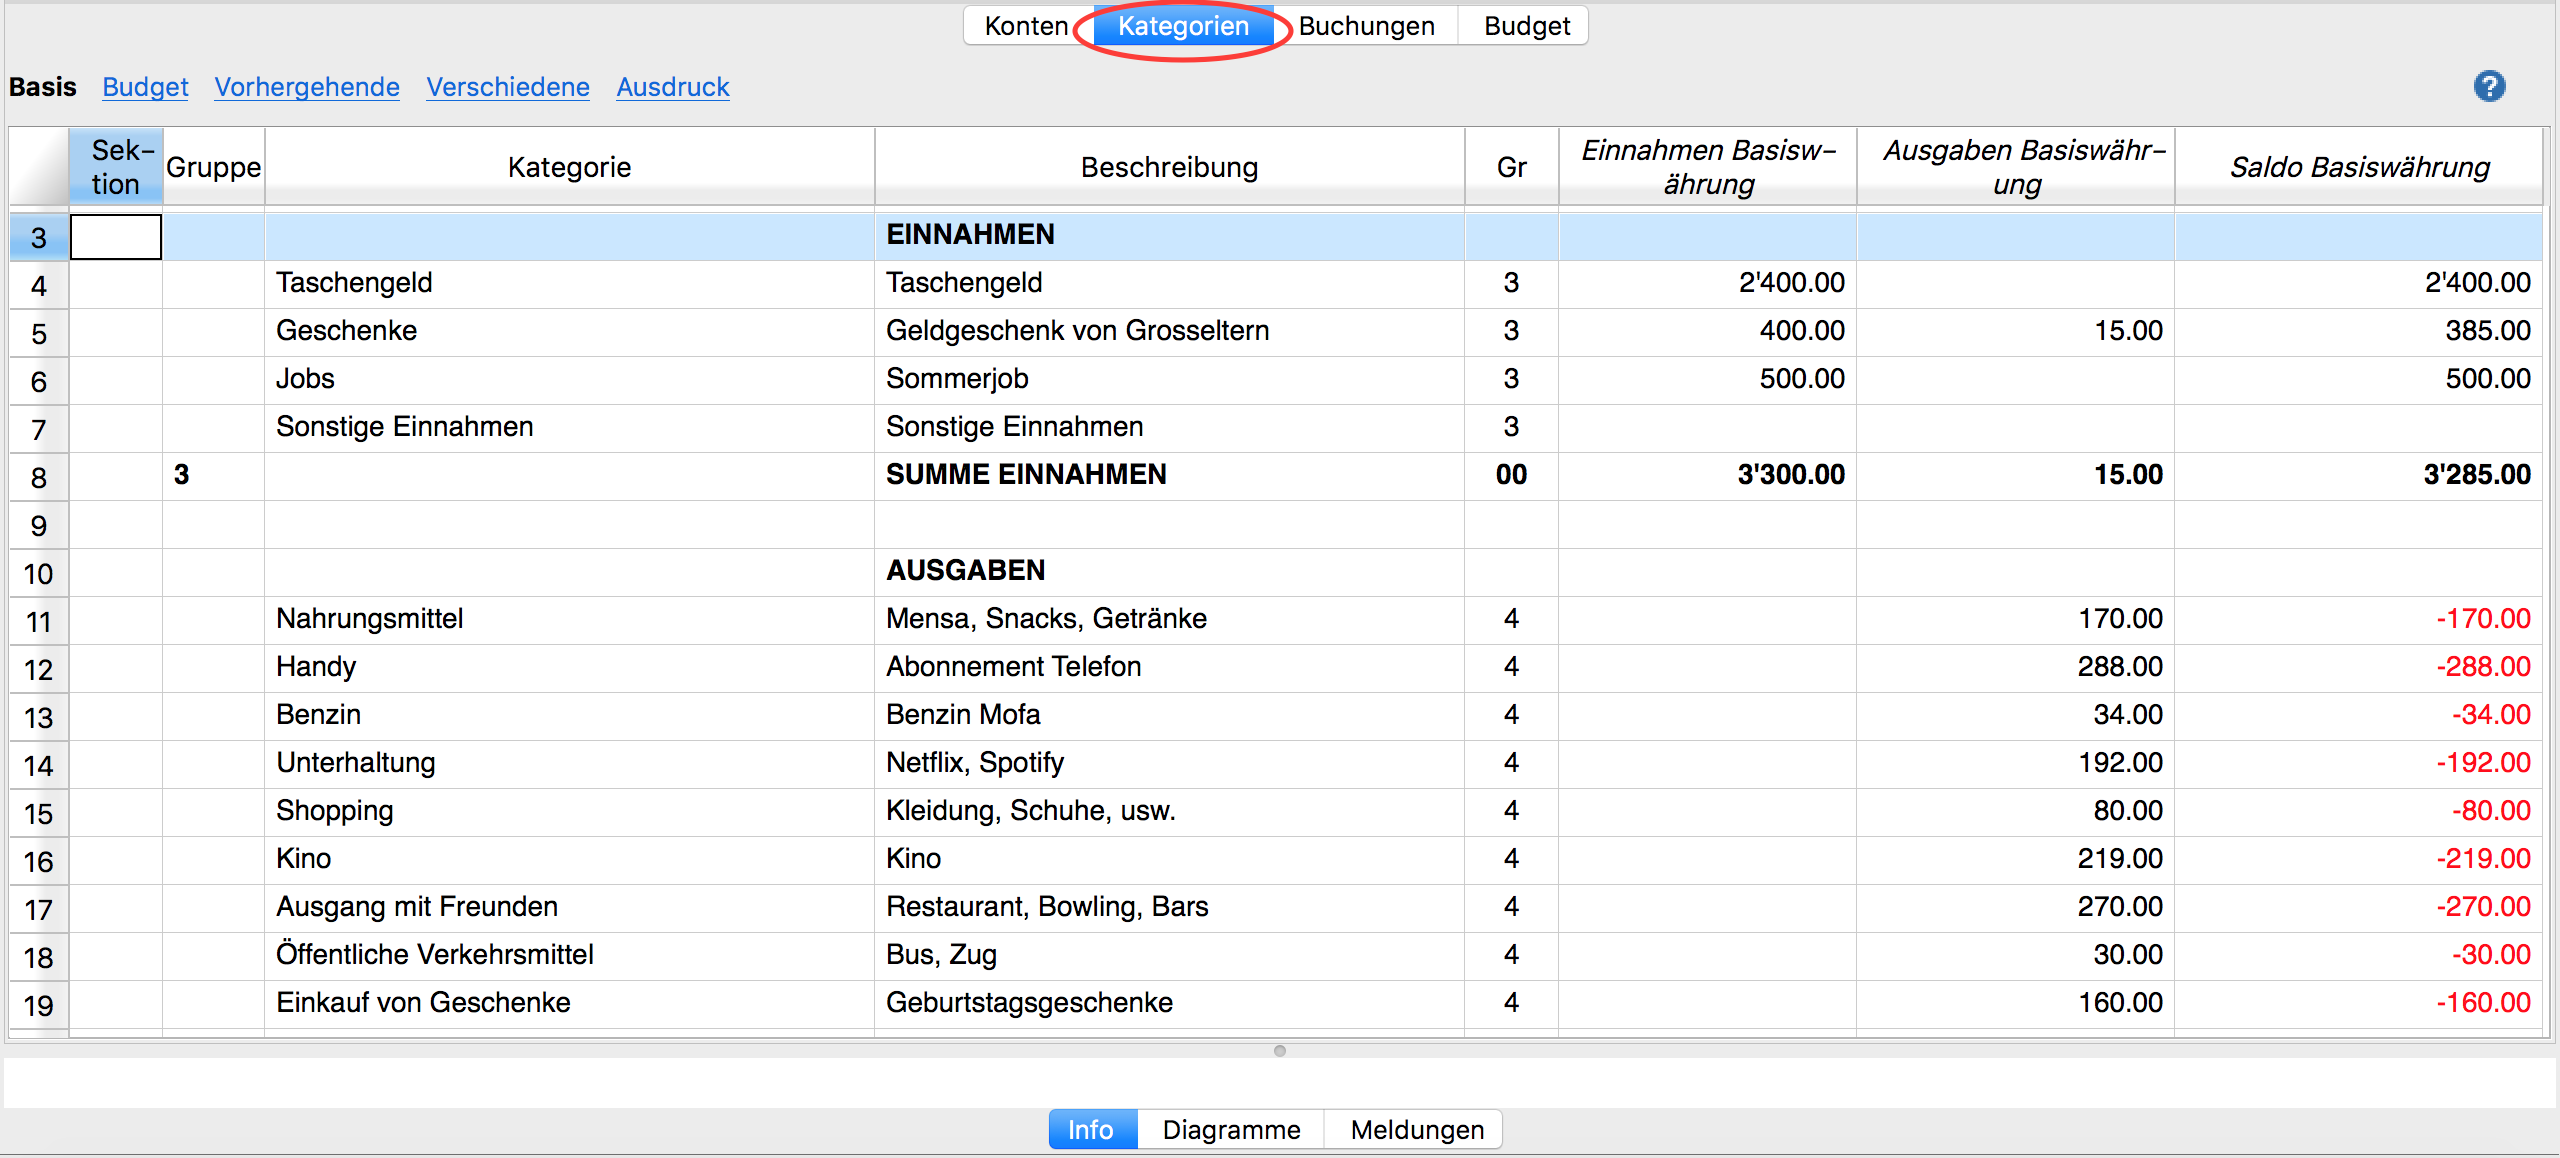 Konten Kategorien Buchungen Budget
Basis Budget Vorhergehende Verschiedene Ausdruck ?
Sek-
tion Gruppe Kategorie Beschreibung Gr Einnahmen Basisw-
ährung Ausgaben Basiswähr-
ung Saldo Basiswährung
3 EINNAHMEN
4 Taschengeld Taschengeld 3 2'400.00 2'400.00
5 Geschenke Geldgeschenk von Grosseltern 3 400.00 15.00 385.00
6 Jobs Sommerjob 3 500.00 500.00
7 Sonstige Einnahmen Sonstige Einnahmen 3
8 3 SUMME EINNAHMEN 00 3'300.00 15.00 3'285.00
9
10 AUSGABEN
11 Nahrungsmittel Mensa, Snacks, Getränke 4 170.00 -170.00
12 Handy Abonnement Telefon 4 288.00 -288.00
13 Benzin Benzin Mofa 4 34.00 -34.00
14 Unterhaltung Netflix, Spotify 4 192.00 -192.00
15 Shopping Kleidung, Schuhe, usw. 4 80.00 -80.00
16 Kino Kino 4 219.00 -219.00
17 Ausgang mit Freunden Restaurant, Bowling, Bars 4 270.00 -270.00
18 Öffentliche Verkehrsmittel Bus, Zug 4 30.00 -30.00
19 Einkauf von Geschenke Geburtstagsgeschenke 4 160.00 -160.00
Info Diagramme Meldungen